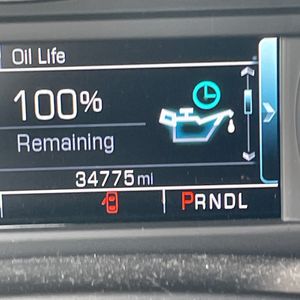 Oil Life
100%
Remaining
34775 mi
PRNDL